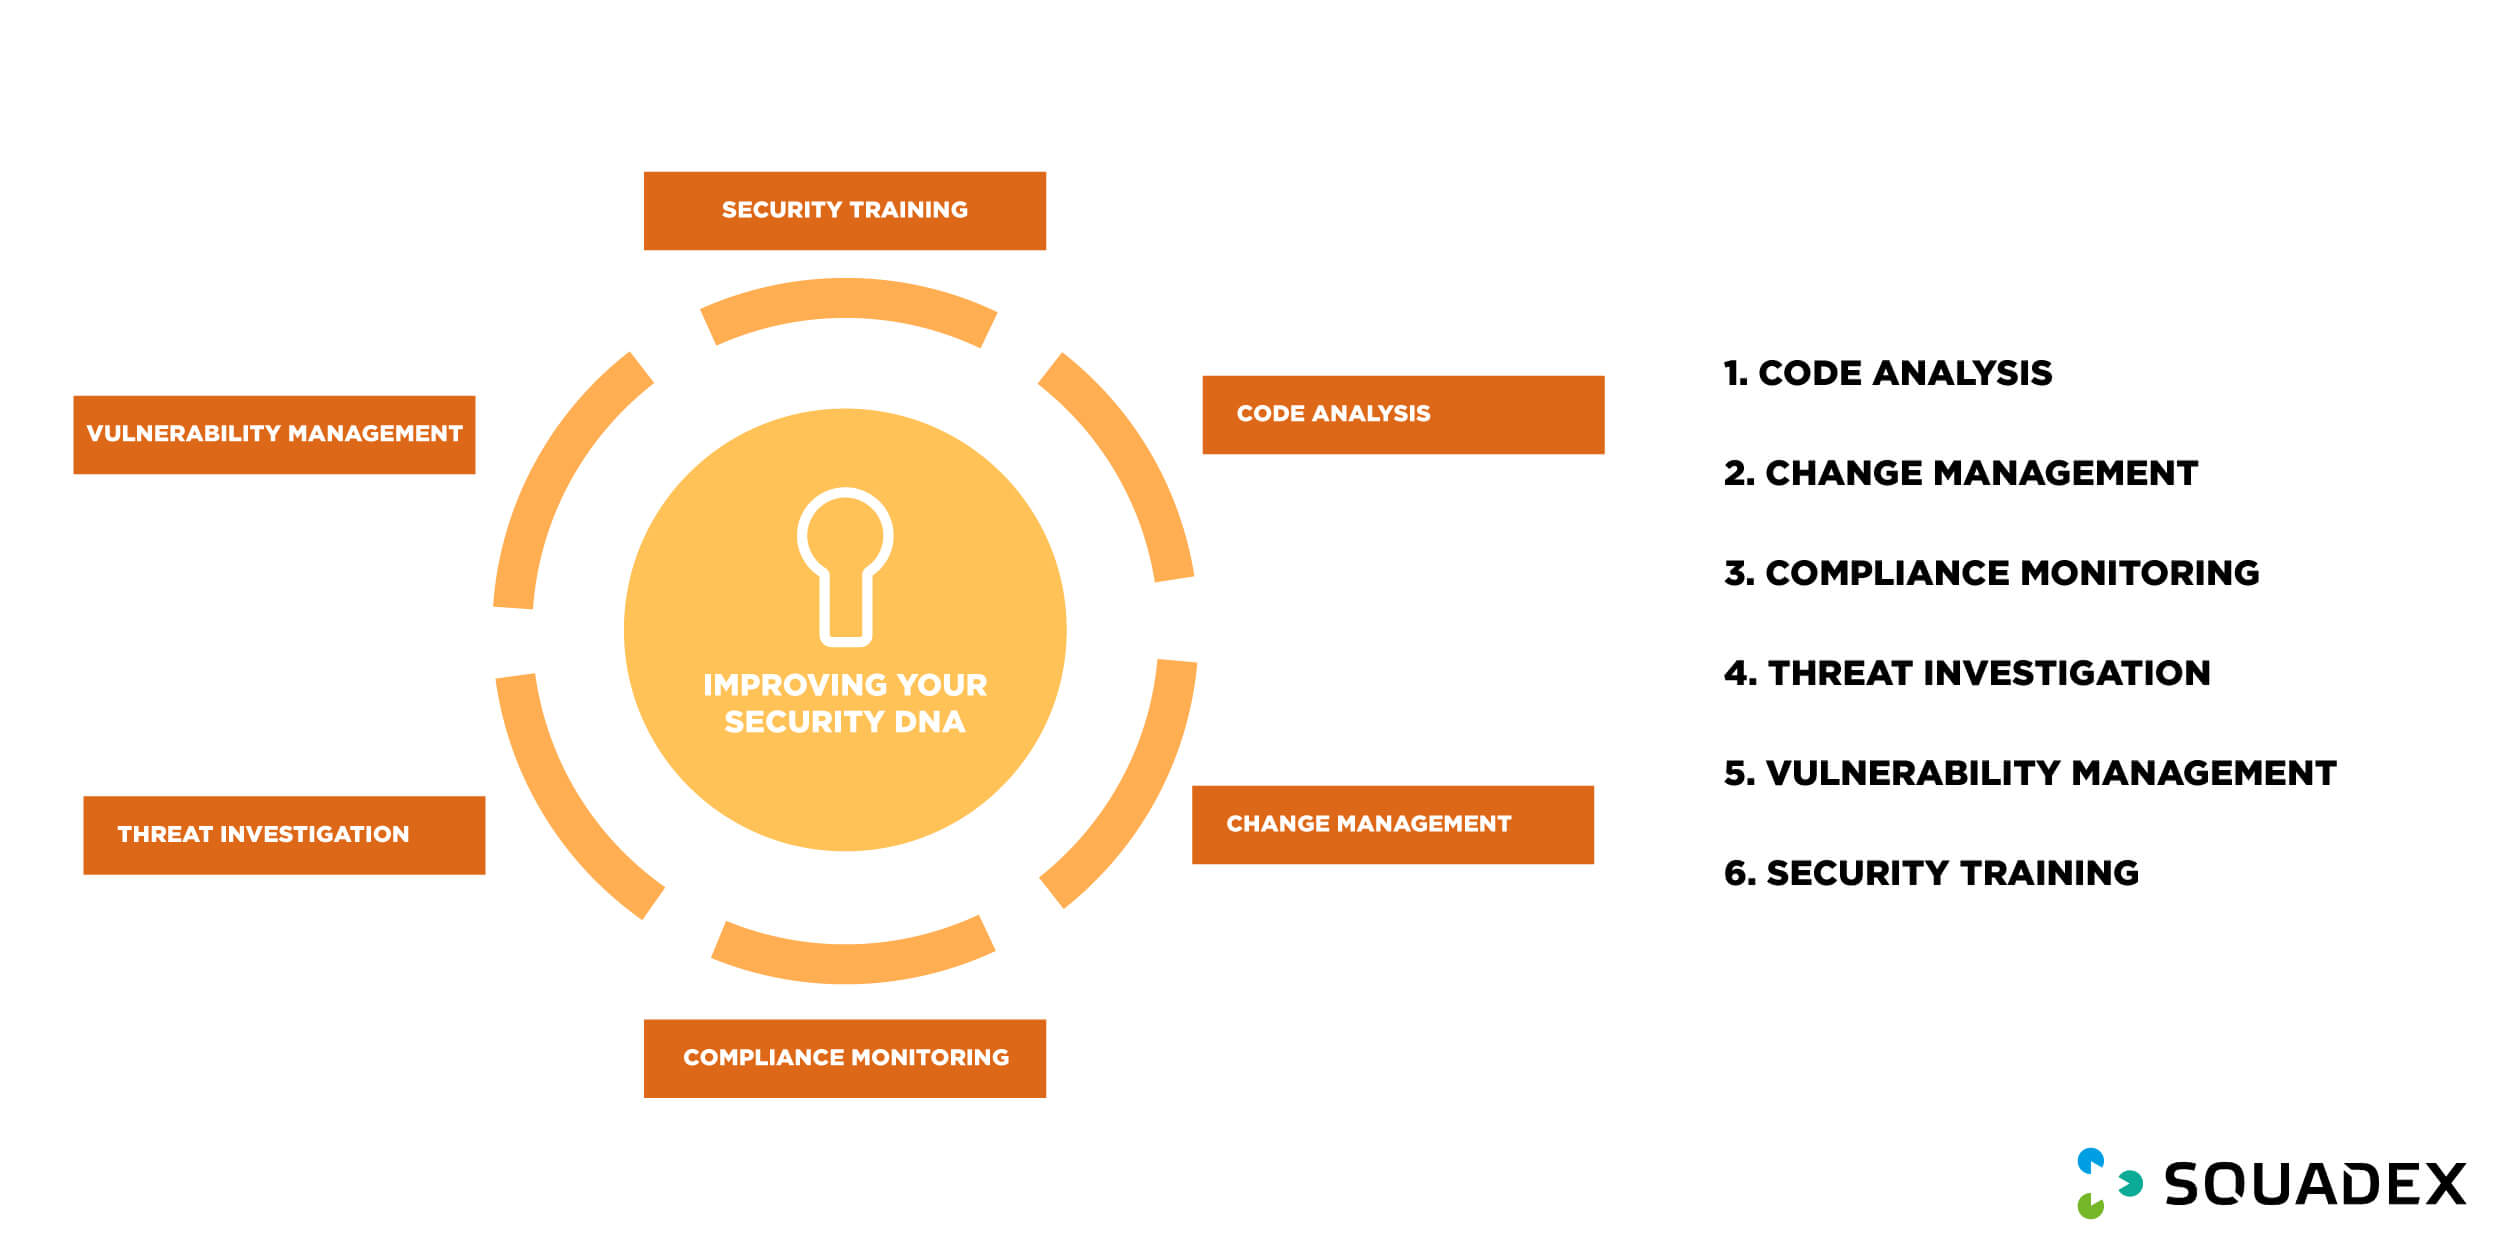 SECURITY TRAINING
VULNERABILITY MANAGEMENT
CODE ANALYSIS
IMPROVING YOUR
SECURITY DNA
THREAT INVESTIGATION
CHANGE MANAGEMENT
COMPLIANCE MONITORING
1. CODE ANALYSIS
2. CHANGE MANAGEMENT
3. COMPLIANCE MONITORING
4. THREAT INVESTIGATION
5. VULNERABILITY MANAGEMENT
6. SECURITY TRAINING
SQUADEX